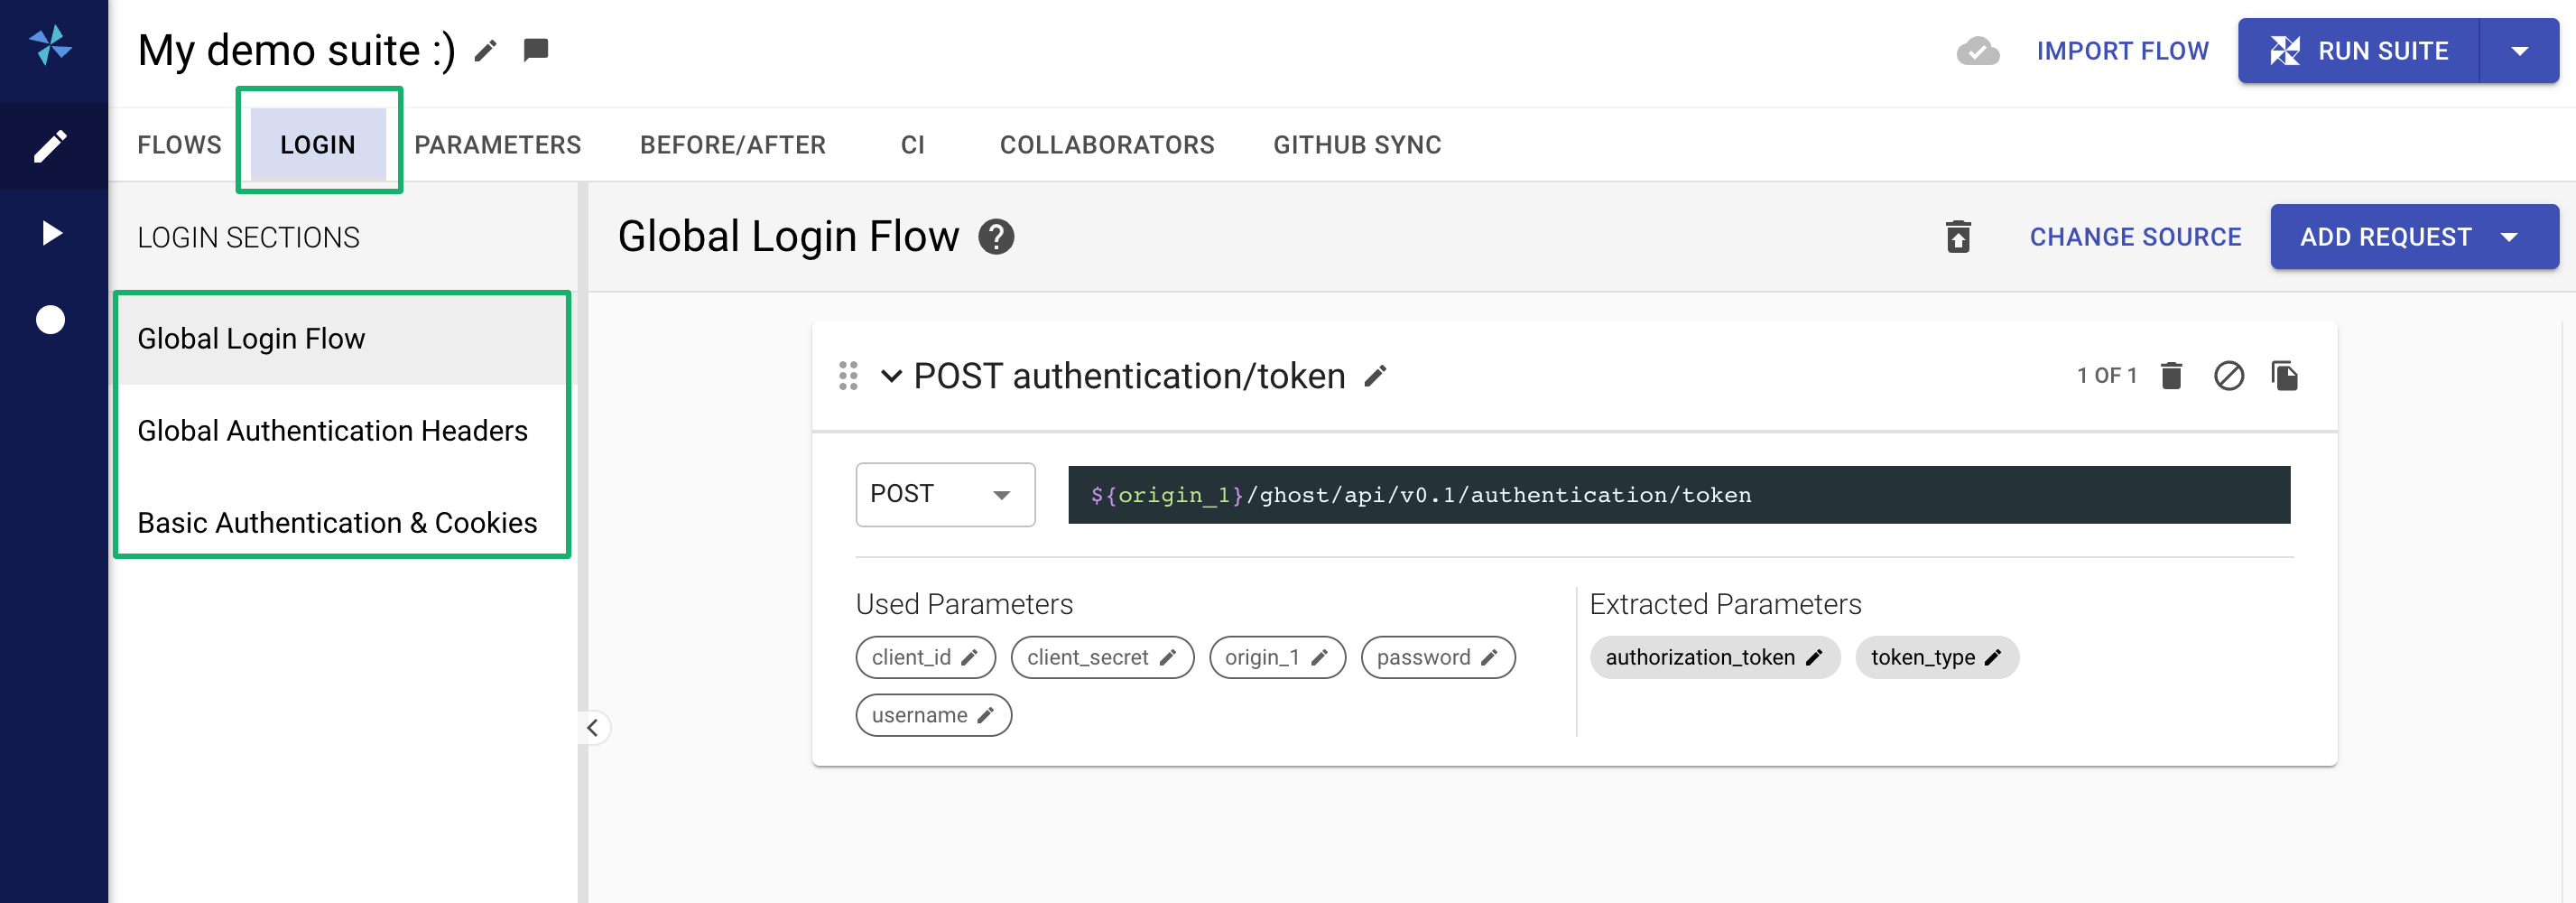 My demo suite :)
IMPORT FLOW
RUN SUITE
FLOWS
LOGIN
PARAMETERS
BEFORE/AFTER
CI
COLLABORATORS
GITHUB SYNC
LOGIN SECTIONS
Global Login Flow
Global Authentication Headers
Basic Authentication & Cookies
Global Login Flow ?
CHANGE SOURCE
ADD REQUEST
POST authentication/token
1 OF 1
POST
${origin_1}/ghost/api/v0.1/authentication/token
Used Parameters
client_id
client_secret
origin_1
password
username
Extracted Parameters
authorization_token
token_type